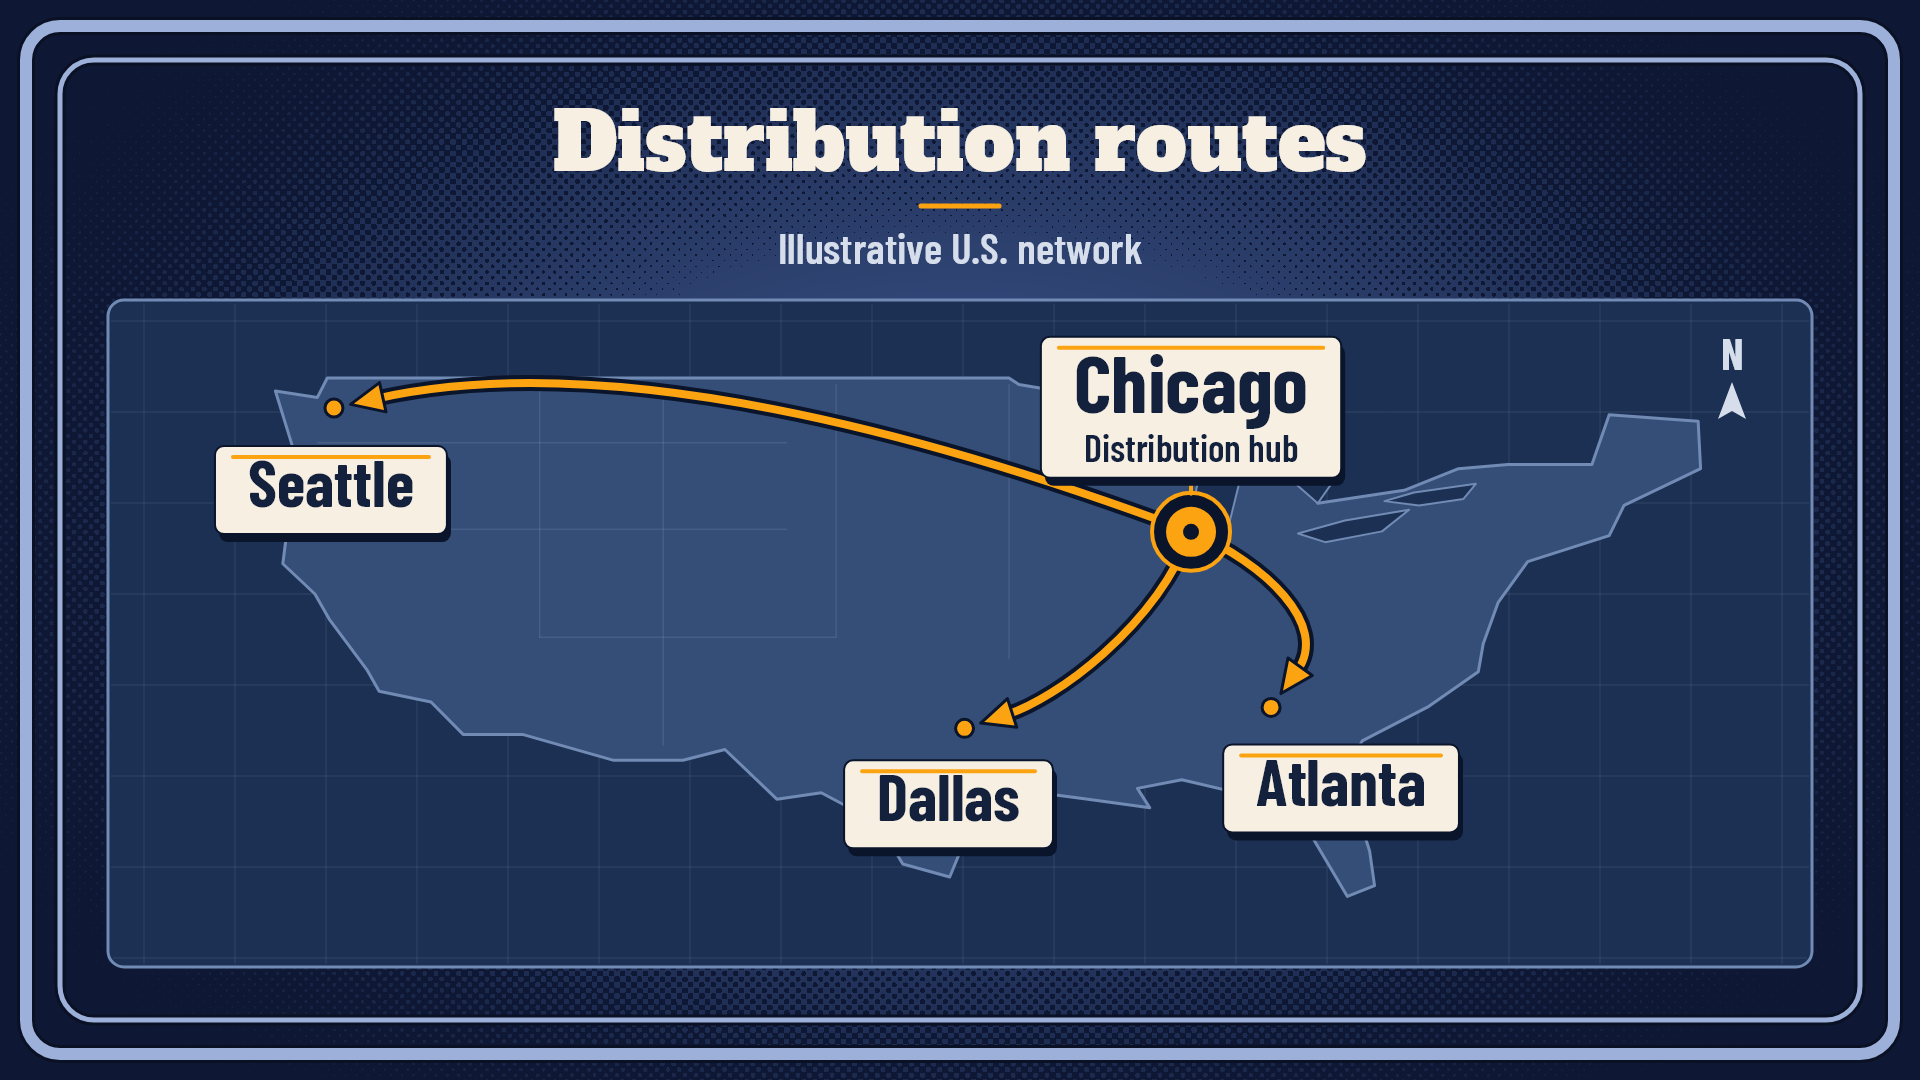 Distribution routes
Illustrative U.S. network
N
Chicago
Distribution hub
Seattle
Dallas
Atlanta